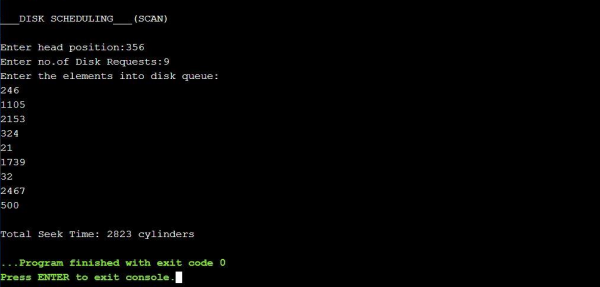 ___DISK SCHEDULING___(SCAN)
Enter head position:356
Enter no.of Disk Requests:9
Enter the elements into disk queue:
246
1105
2153
324
21
1739
32
2467
500
Total Seek Time: 2823 cylinders
...Program finished with exit code 0
Press ENTER to exit console.